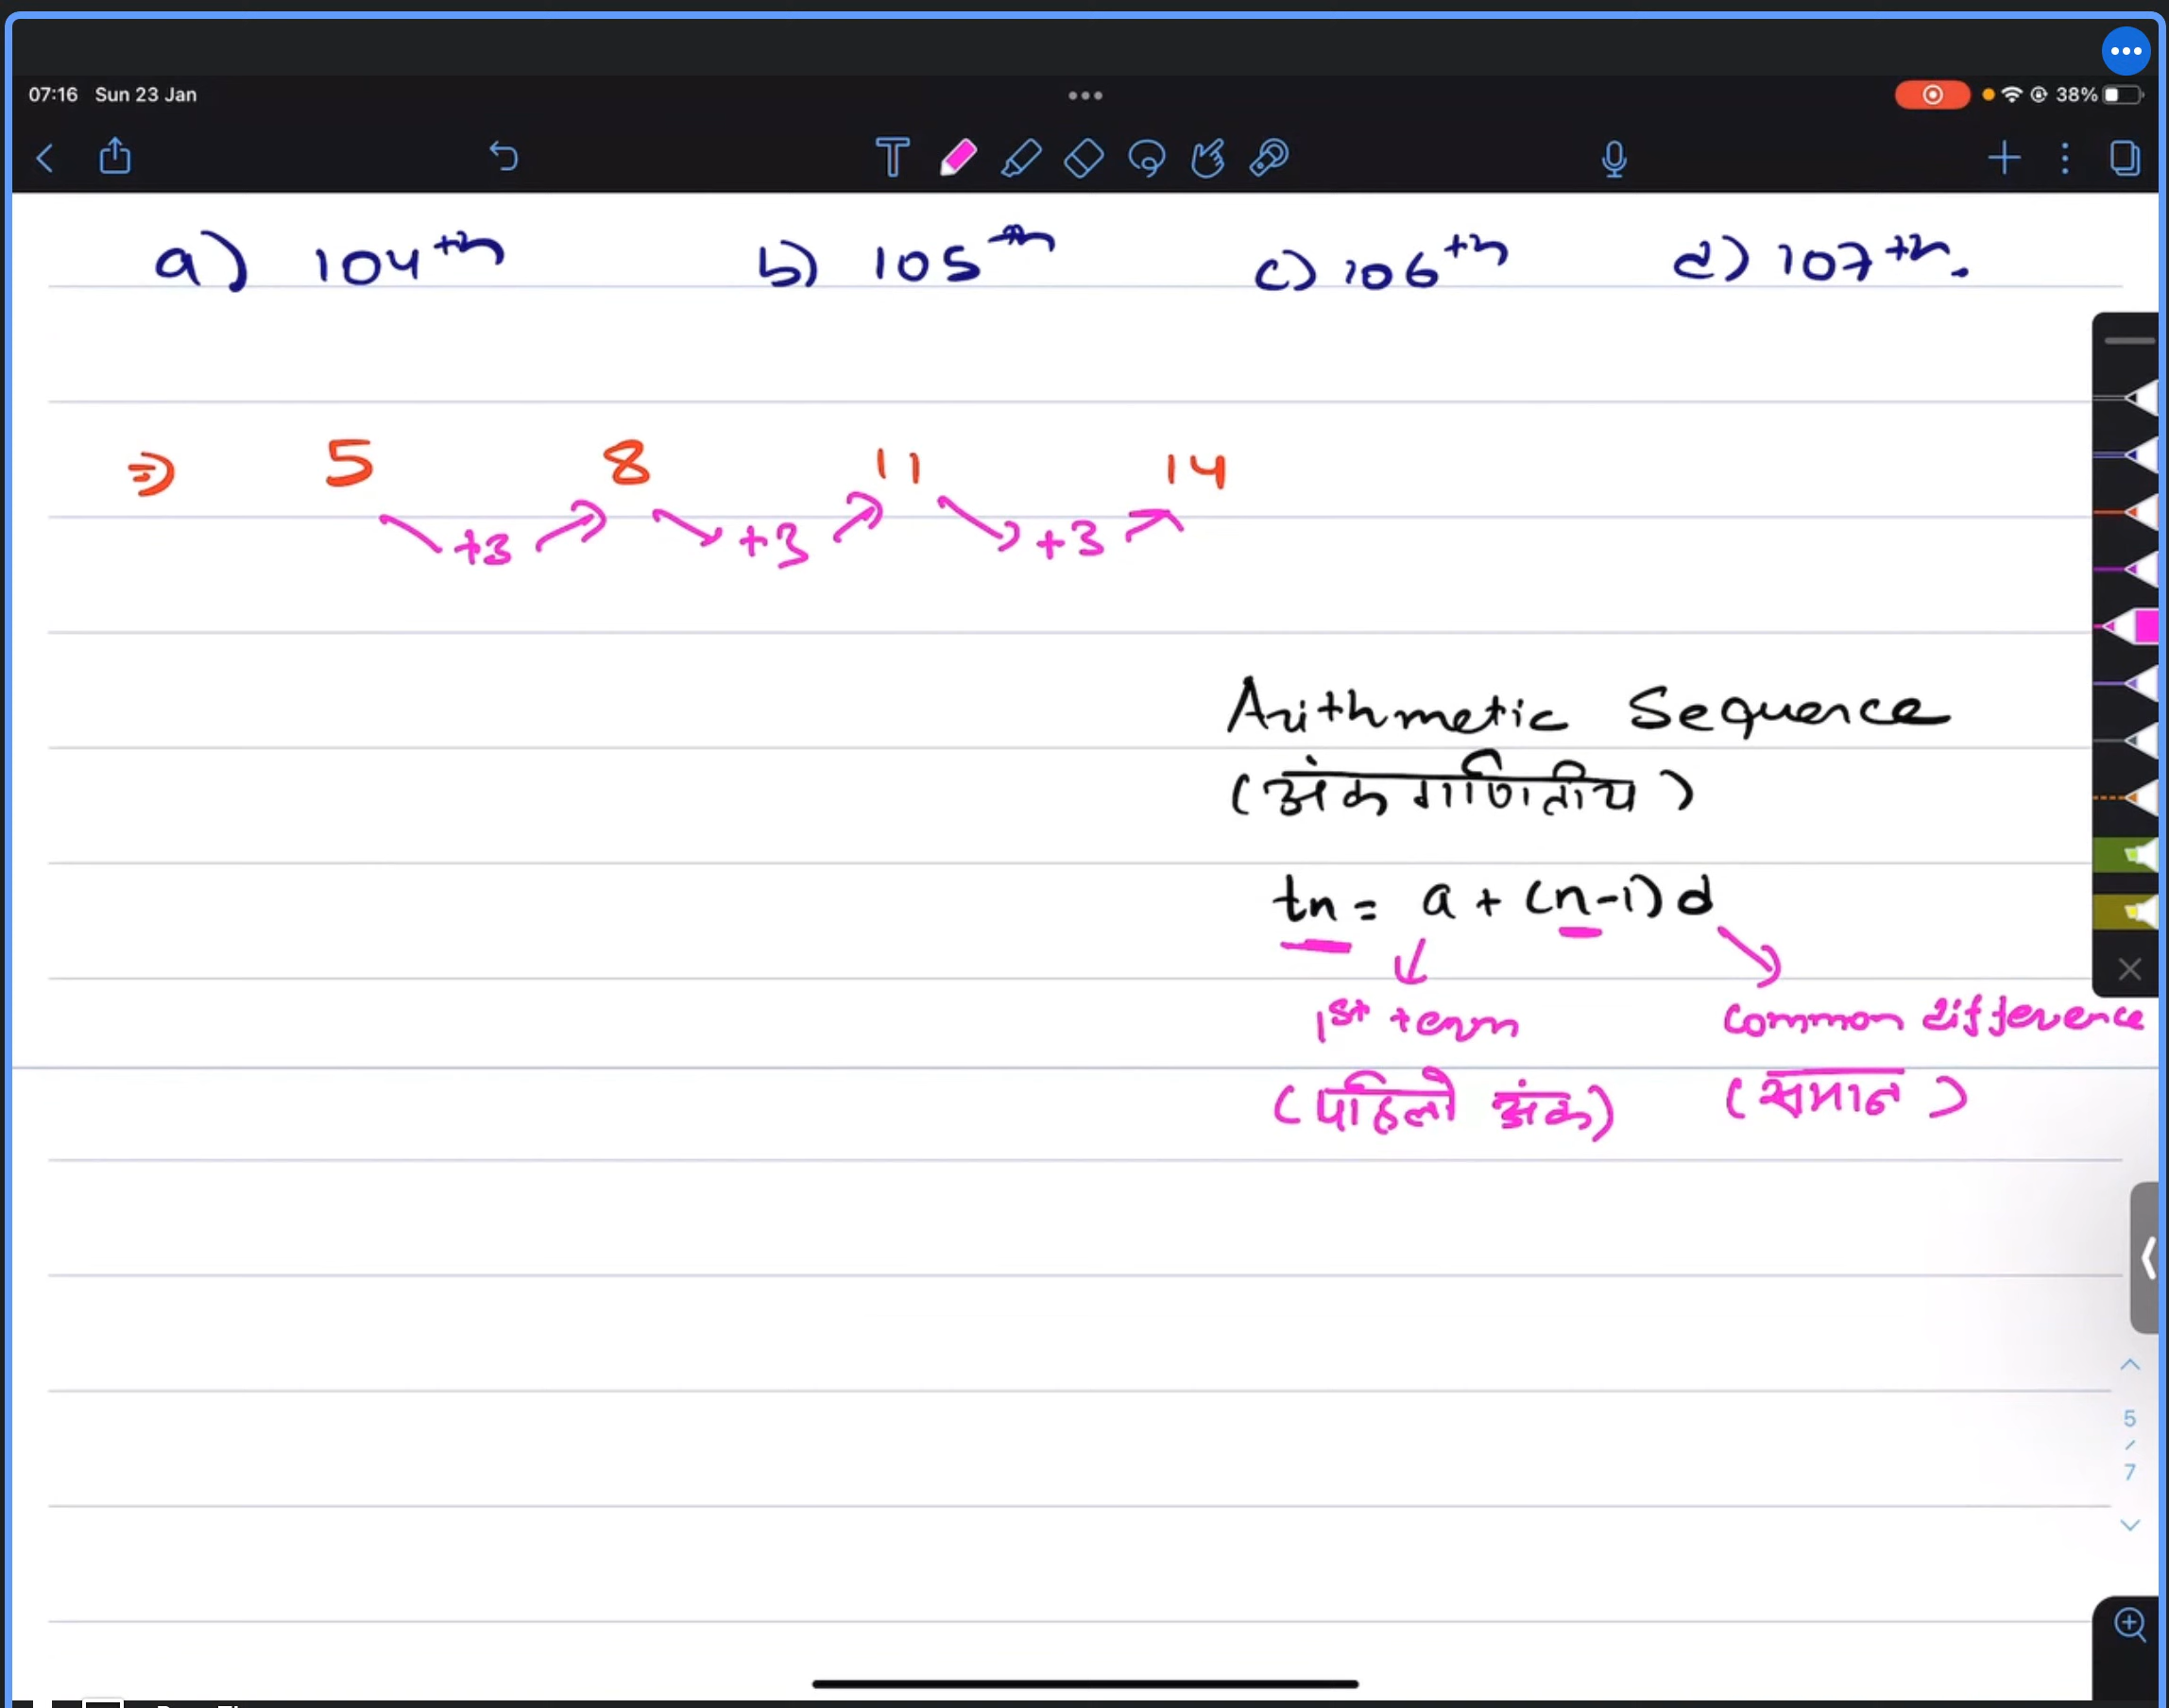 07:16 Sun 23 Jan 38%
a) 104th b) 105th c) 106th d) 107th.
⇒ 5 8 11 14
+3 +3 +3
Arithmetic Sequence
(अंकगणितीय)
tn = a + (n-1)d
1st term common difference
(पहिलो अंक) (समान)
5
/
7